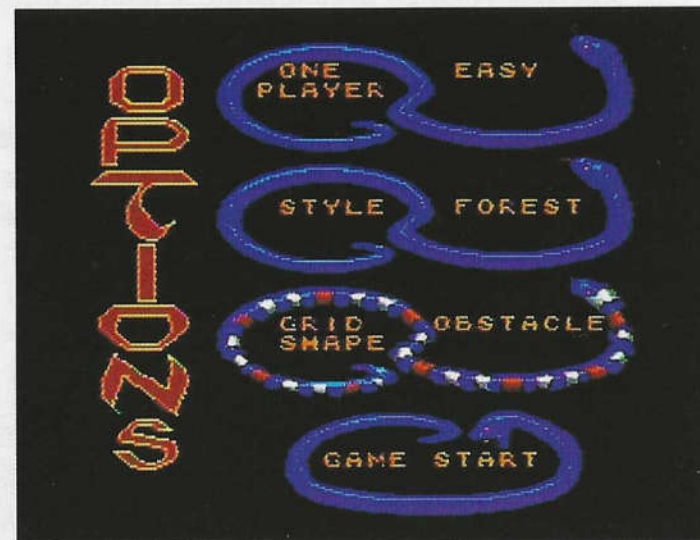 OPTIONS
ONE
PLAYER
EASY
STYLE
FOREST
GRID
SHAPE
OBSTACLE
GAME START